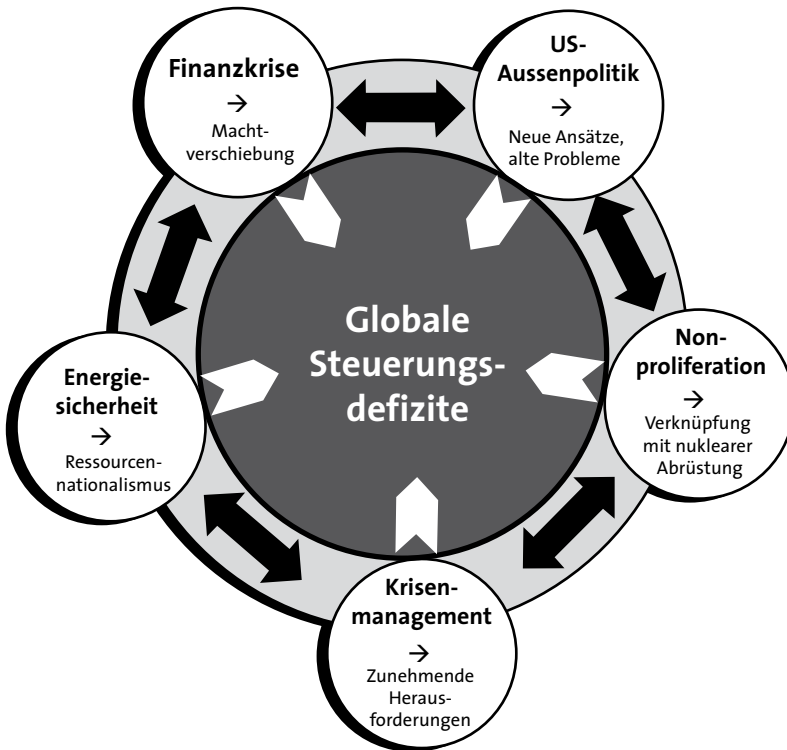 Finanzkrise
→
Macht-
verschiebung
US-
Aussenpolitik
→
Neue Ansätze,
alte Probleme
Globale
Steuerungs-
defizite
Non-
proliferation
→
Verknüpfung
mit nuklearer
Abrüstung
Energie-
sicherheit
→
Ressourcen-
nationalismus
Krisen-
management
→
Zunehmende
Heraus-
forderungen